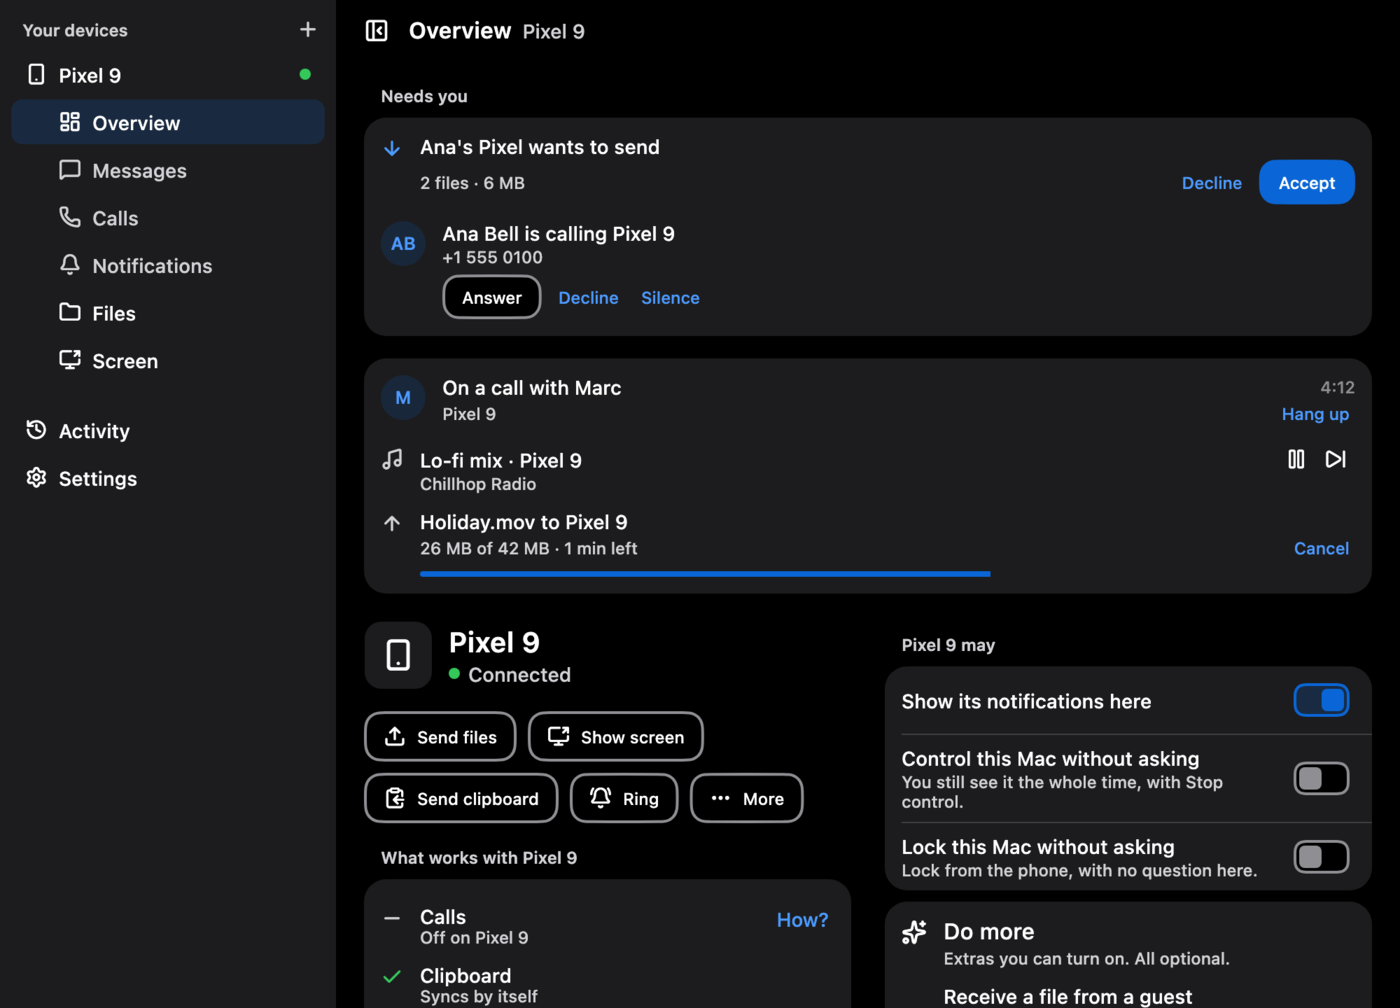 Your devices
Pixel 9
Overview
Messages
Calls
Notifications
Files
Screen
Activity
Settings
Overview Pixel 9
Needs you
Ana's Pixel wants to send
2 files · 6 MB
Decline
Accept
AB
Ana Bell is calling Pixel 9
+1 555 0100
Answer
Decline
Silence
M
On a call with Marc
4:12
Pixel 9
Hang up
Lo-fi mix · Pixel 9
Chillhop Radio
Holiday.mov to Pixel 9
26 MB of 42 MB · 1 min left
Cancel
Pixel 9
Connected
Send files
Show screen
Send clipboard
Ring
More
What works with Pixel 9
Calls
Off on Pixel 9
How?
Clipboard
Syncs by itself
Pixel 9 may
Show its notifications here
Control this Mac without asking
You still see it the whole time, with Stop
control.
Lock this Mac without asking
Lock from the phone, with no question here.
Do more
Extras you can turn on. All optional.
Receive a file from a guest